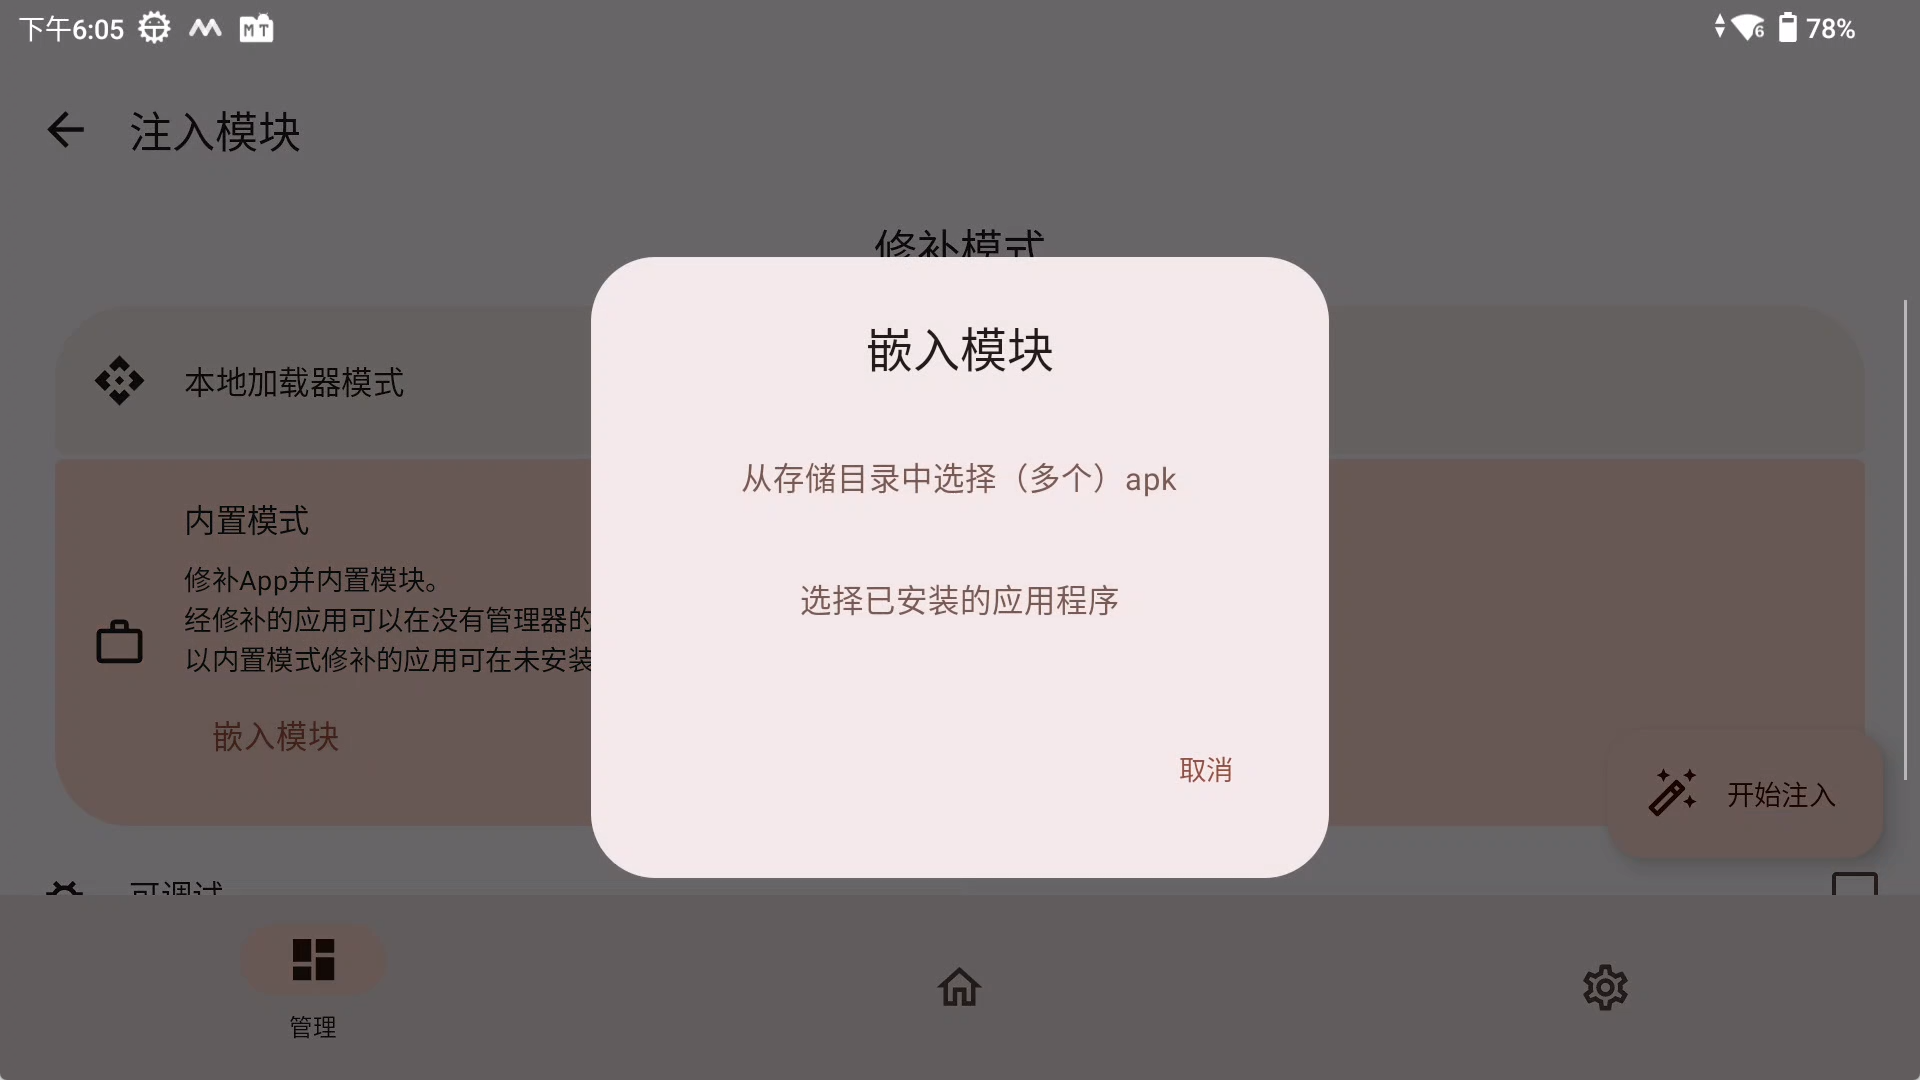 下午6:05
6
78%
注入模块
修补模式
嵌入模块
本地加载器模式
从存储目录中选择（多个）apk
内置模式
修补App并内置模块。
经修补的应用可以在没有管理器的
以内置模式修补的应用可在未安装
选择已安装的应用程序
嵌入模块
取消
开始注入
可调试
管理